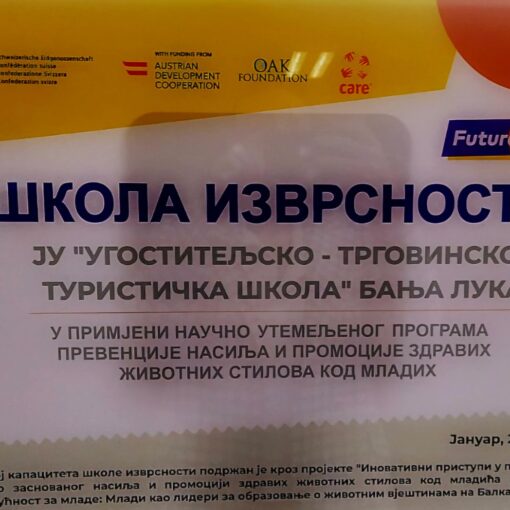 Schweizerische Eidgenossenschaft
Confédération suisse
Confederazione Svizzera
Confederaziun svizra
WITH FUNDING FROM
AUSTRIAN
DEVELOPMENT
COOPERATION
OAK
FOUNDATION
care
Future
ШКОЛА ИЗВРСНОСТ
ЈУ "УГОСТИТЕЉСКО - ТРГОВИНСКО
ТУРИСТИЧКА ШКОЛА" БАЊА ЛУКА
У ПРИМЈЕНИ НАУЧНО УТЕМЕЉЕНОГ ПРОГРАМА
ПРЕВЕНЦИЈЕ НАСИЉА И ПРОМОЦИЈЕ ЗДРАВИХ
ЖИВОТНИХ СТИЛОВА КОД МЛАДИХ
Јануар, 2
ј капацитета школе изврсности подржан је кроз пројекте "Иновативни приступи у п
о заснованог насиља и промоцији здравих животних стилова код младића
ућност за младе: Млади као лидери за образовање о животним вјештинама на Балка